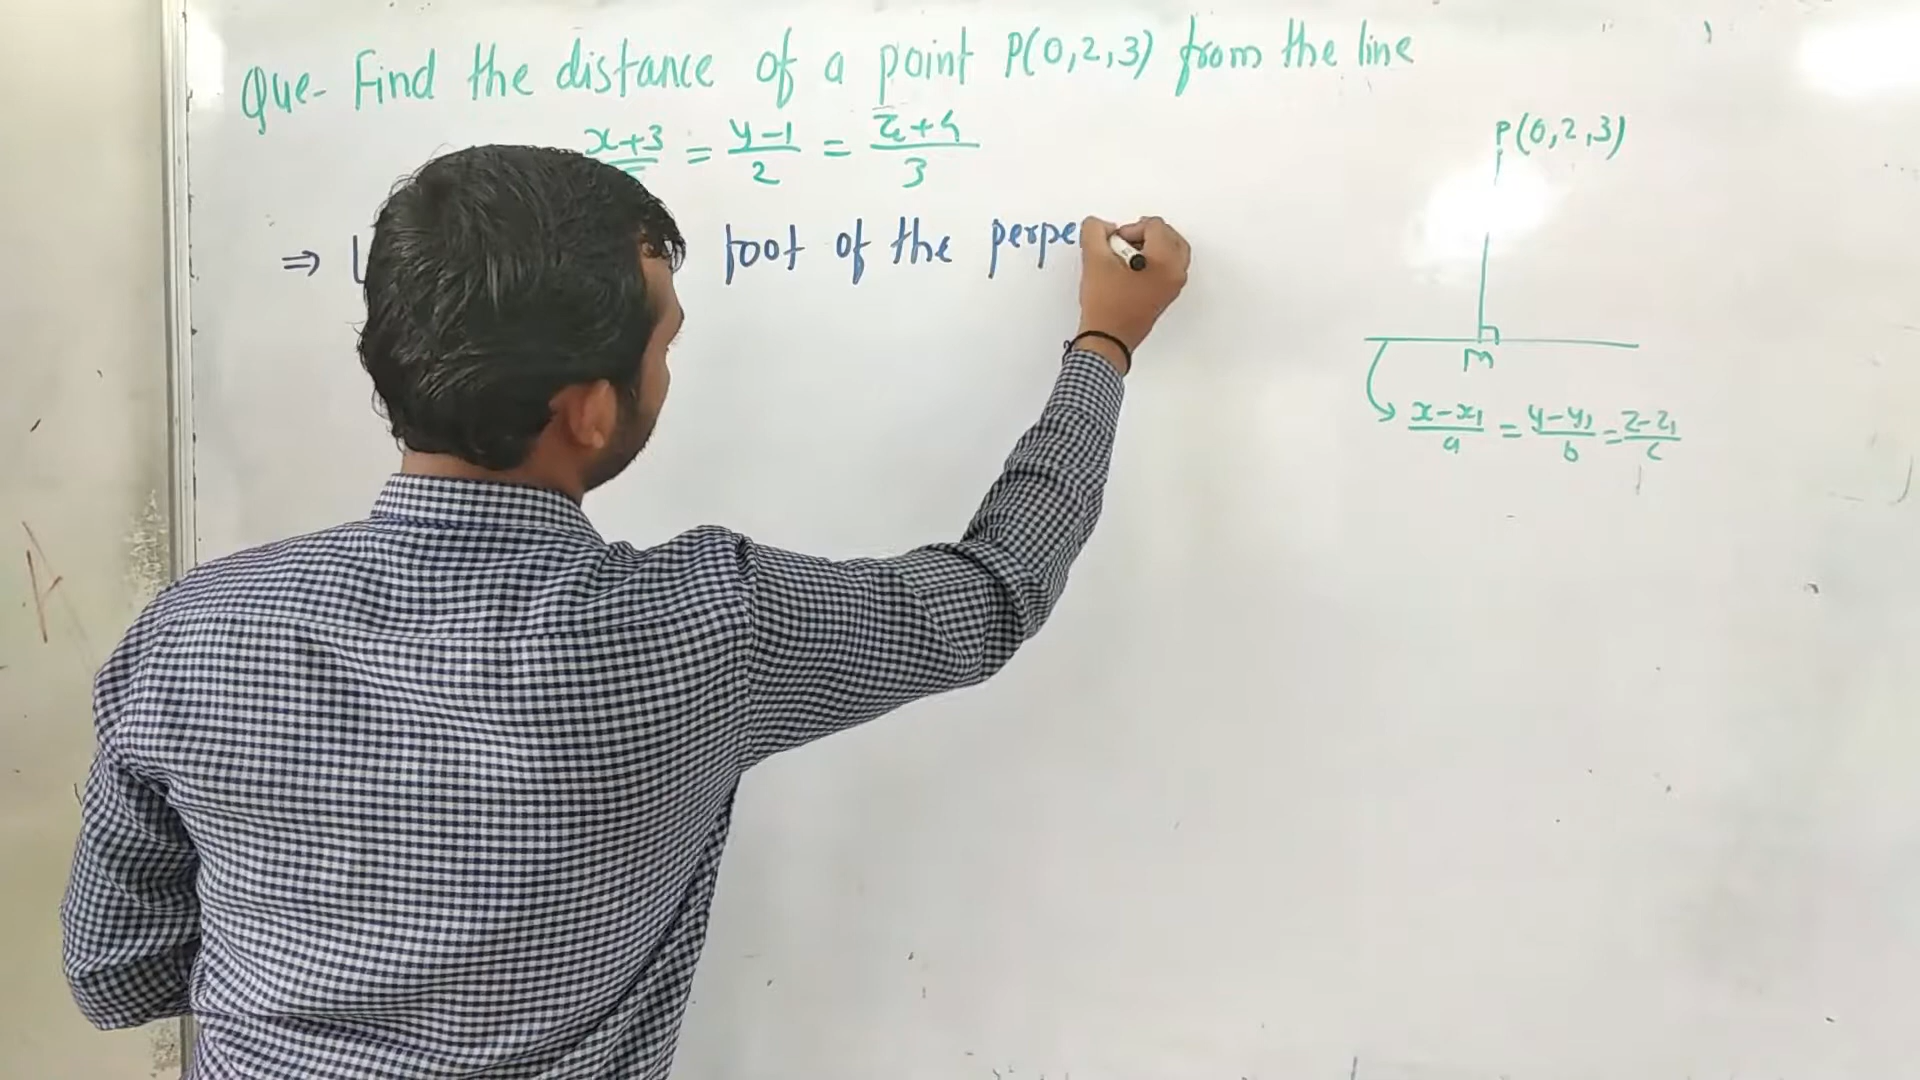 Que- Find the distance of a point P(0,2,3) from the line
x+3 = y-1/2 = z+4/3
⇒ L foot of the perpe
P(0,2,3)
M
x-x₁/a = y-y₁/b = z-z₁/c